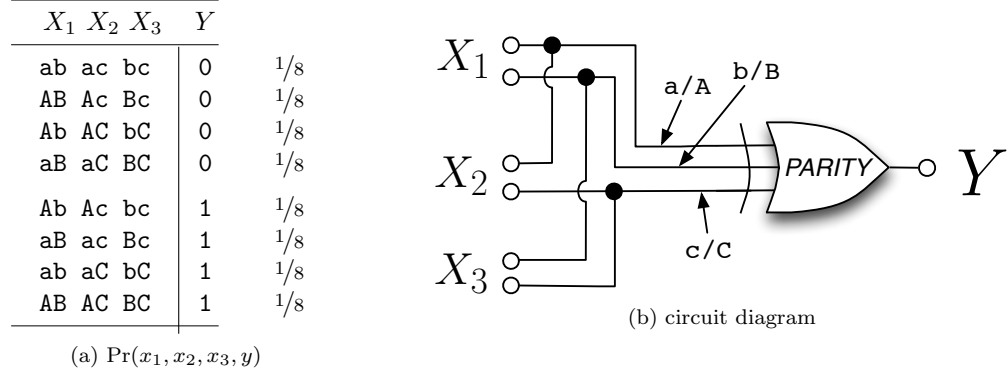 X₁ X₂ X₃ Y
ab ac bc 0 1/8
AB Ac Bc 0 1/8
Ab AC bC 0 1/8
aB aC BC 0 1/8
Ab Ac bc 1 1/8
aB ac Bc 1 1/8
ab aC bC 1 1/8
AB AC BC 1 1/8
(a) Pr(x₁, x₂, x₃, y)
X₁
X₂
X₃
a/A
b/B
c/C
PARITY
Y
(b) circuit diagram